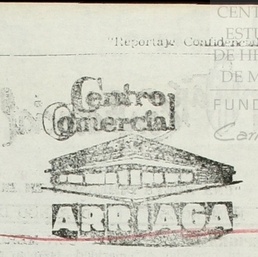 CENT
ESTU
"Reportaje Confidencial
DE HI
DE M
FUND
Centro
Comercial
ARRIAGA